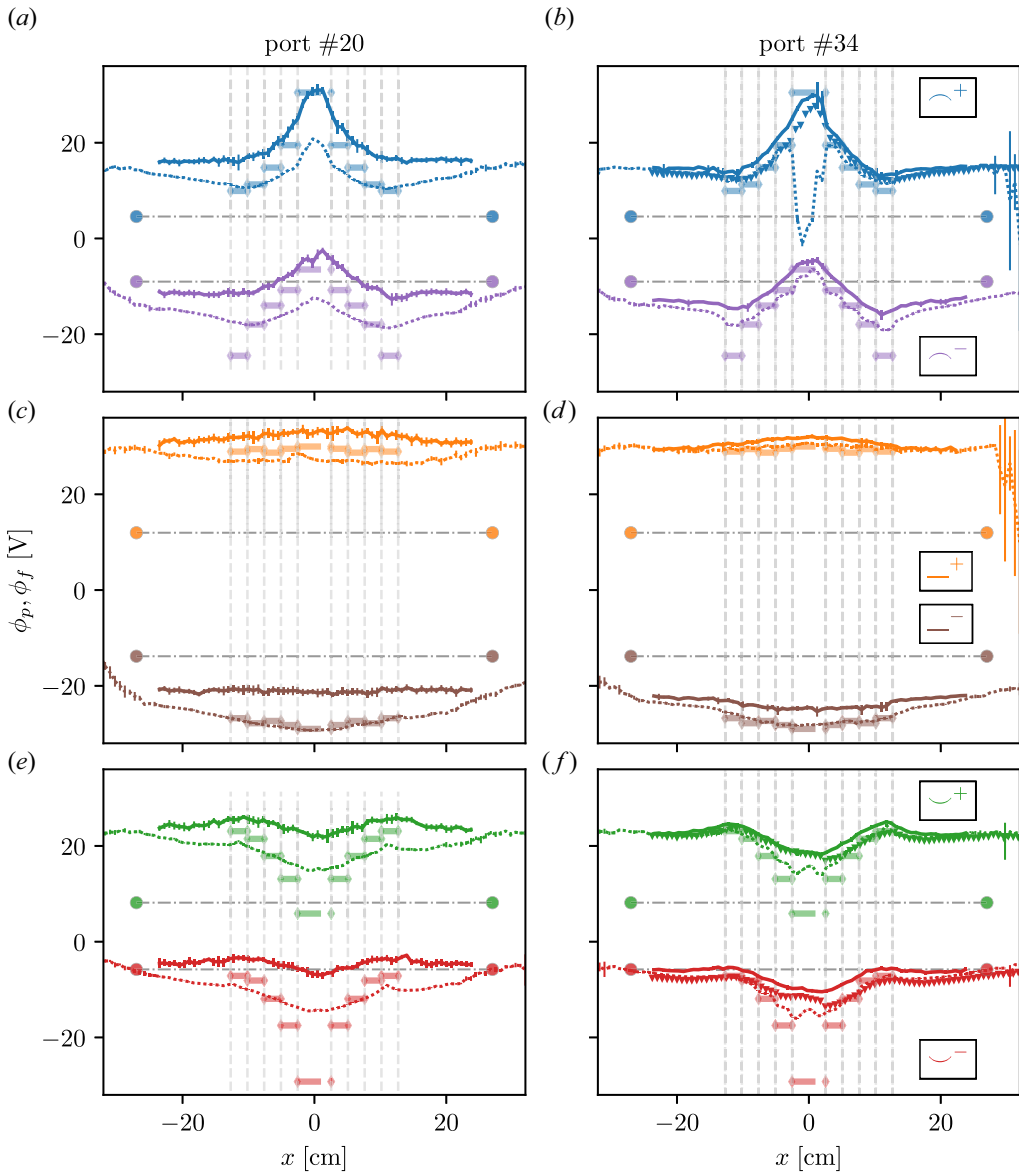 (a)
(b)
port #20
port #34
20
0
−20
+
−
(c)
(d)
20
0
−20
+
−
ϕp, ϕf [V]
(e)
(f)
20
0
−20
+
−
−20
0
20
−20
0
20
x [cm]
x [cm]